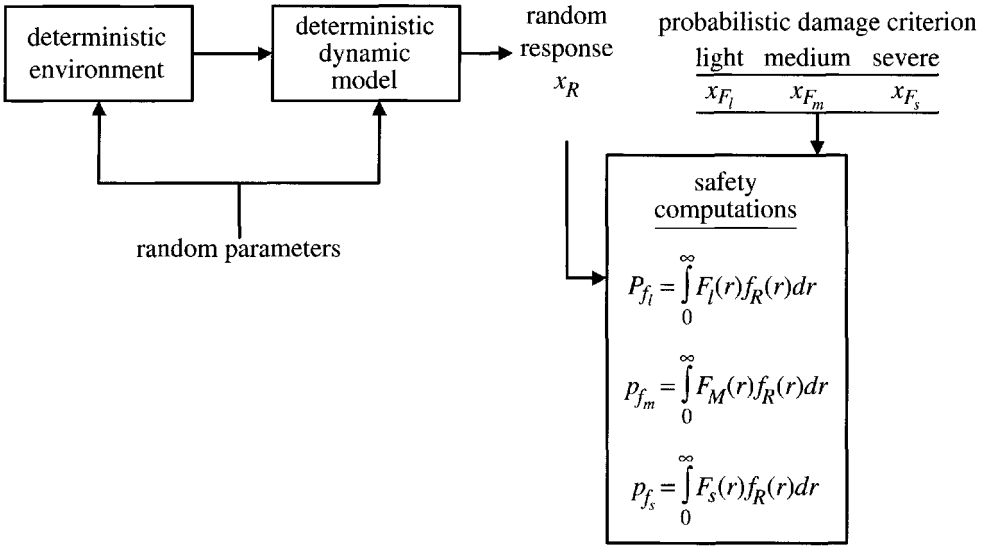 deterministic
environment
deterministic
dynamic
model
random
response
x_R
probabilistic damage criterion
light medium severe
x_{F_l} x_{F_m} x_{F_s}
random parameters
safety
computations
P_{f_l} = ∫_0^∞ F_l(r) f_R(r) dr
p_{f_m} = ∫_0^∞ F_M(r) f_R(r) dr
p_{f_s} = ∫_0^∞ F_s(r) f_R(r) dr